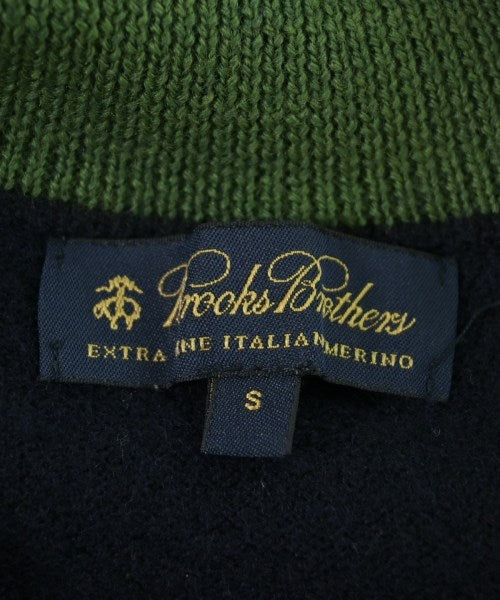 Brooks Brothers
EXTRA FINE ITALIAN MERINO
S